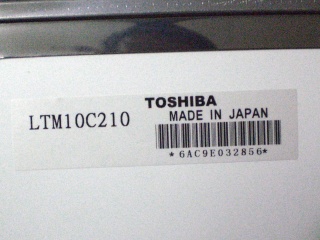 TOSHIBA
LTM10C210 MADE IN JAPAN
*6AC9E032856*